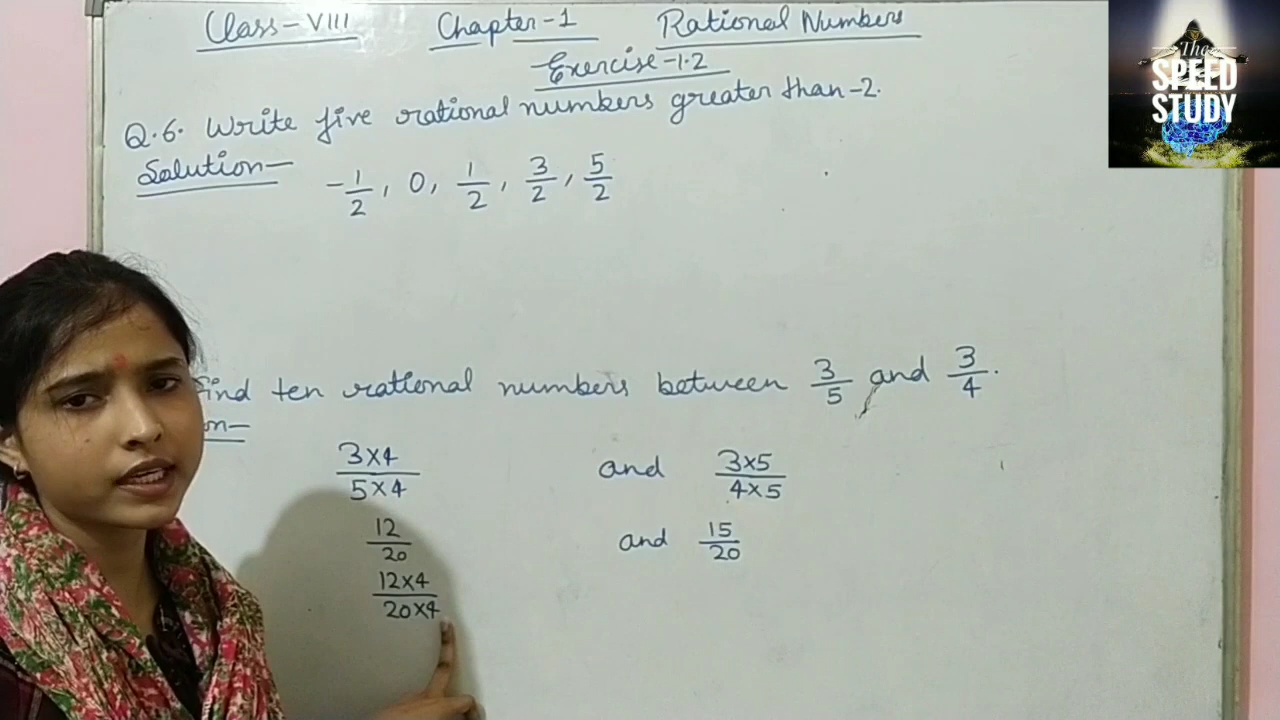 Class-VIII Chapter-1 Rational Numbers
Exercise-1.2
Q.6. Write five rational numbers greater than -2.
Solution-
-1/2, 0, 1/2, 3/2, 5/2
Find ten rational numbers between 3/5 and 3/4.
on-
3×4/5×4 and 3×5/4×5
12/20 and 15/20
12×4/20×4
The
SPEED
STUDY